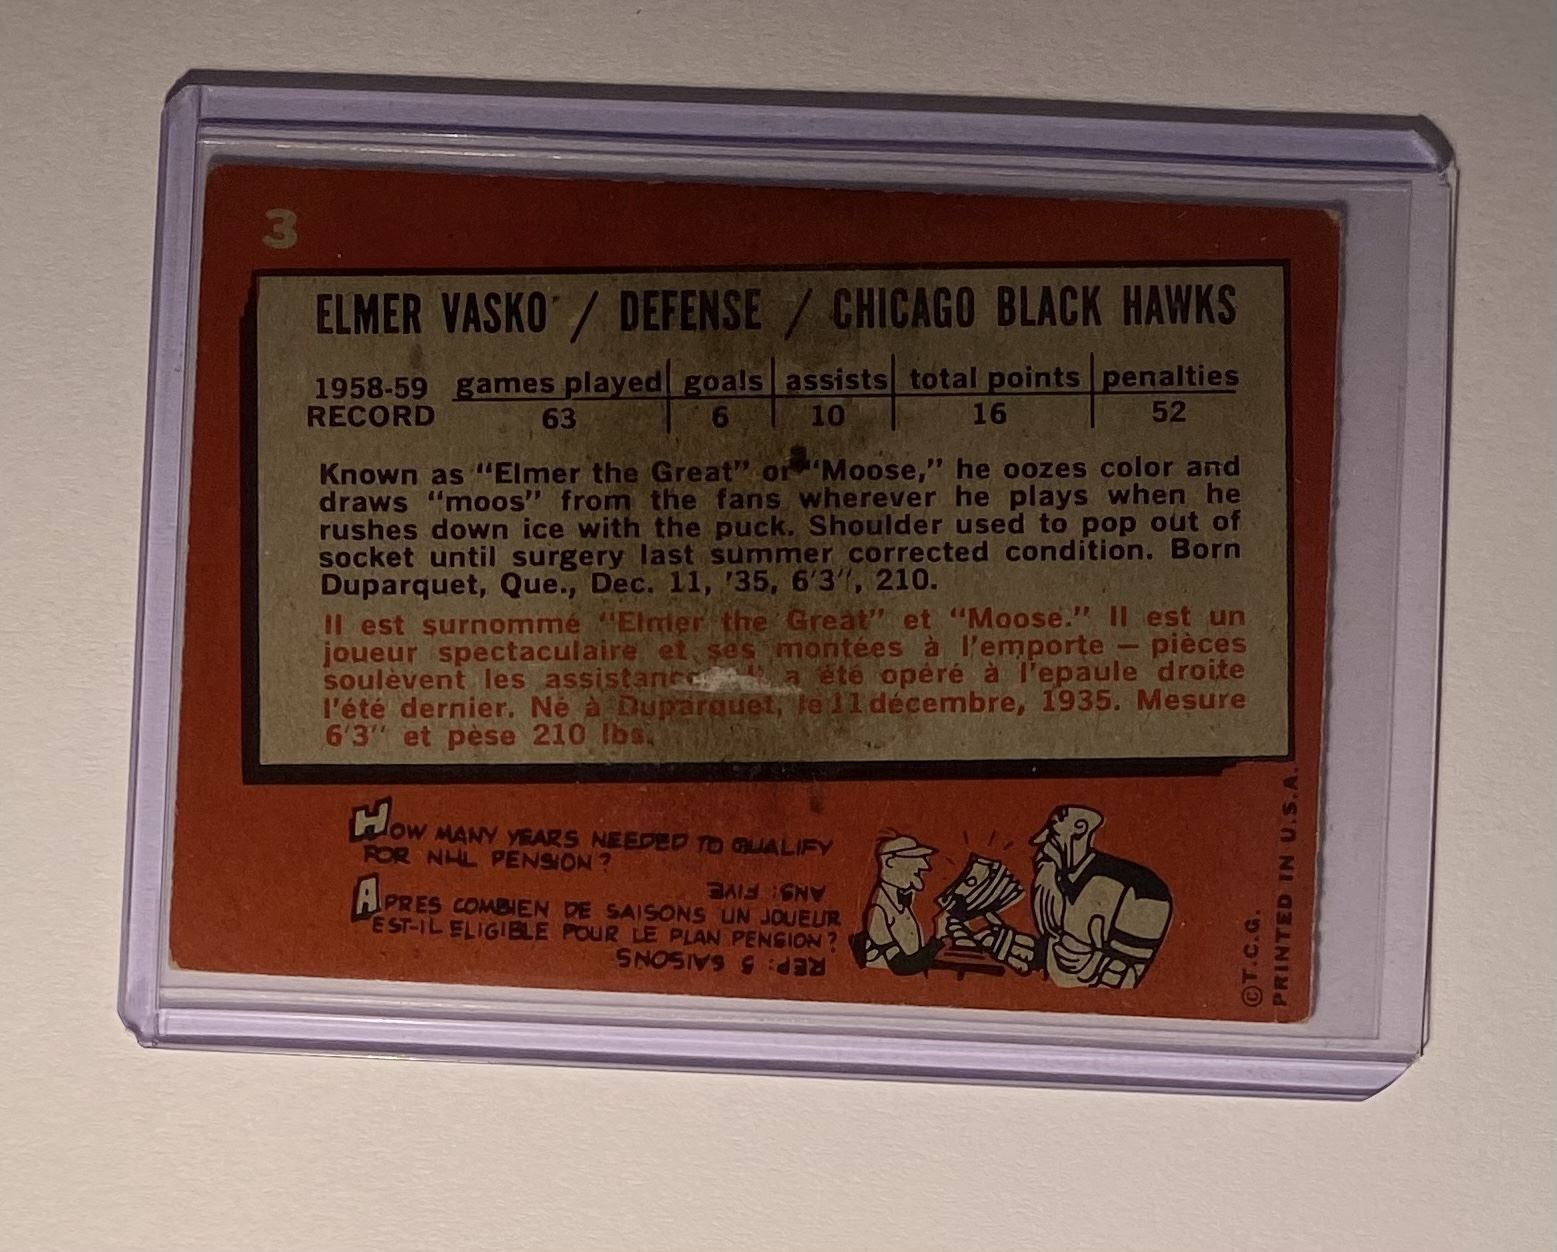 3
ELMER VASKO / DEFENSE / CHICAGO BLACK HAWKS
1958-59 games played goals assists total points penalties
RECORD 63 6 10 16 52
Known as “Elmer the Great” or “Moose,” he oozes color and
draws “moos” from the fans wherever he plays when he
rushes down ice with the puck. Shoulder used to pop out of
socket until surgery last summer corrected condition. Born
Duparquet, Que., Dec. 11, '35, 6'3", 210.
Il est surnommé “Elmer the Great” et “Moose.” Il est un
joueur spectaculaire et ses montées à l'emporte — pièces
soulèvent les a été opéré à l'epaule droite
l'été dernier. Né à Duparquet, le 11 décembre, 1935. Mesure
6'3" et pèse 210 lbs.
HOW MANY YEARS NEEDED TO QUALIFY
FOR NHL PENSION?
ANS: FIVE
APRES COMBIEN DE SAISONS UN JOUEUR
EST-IL ELIGIBLE POUR LE PLAN PENSION?
REP: 5 SAISONS
©T.C.G.
PRINTED IN U.S.A.